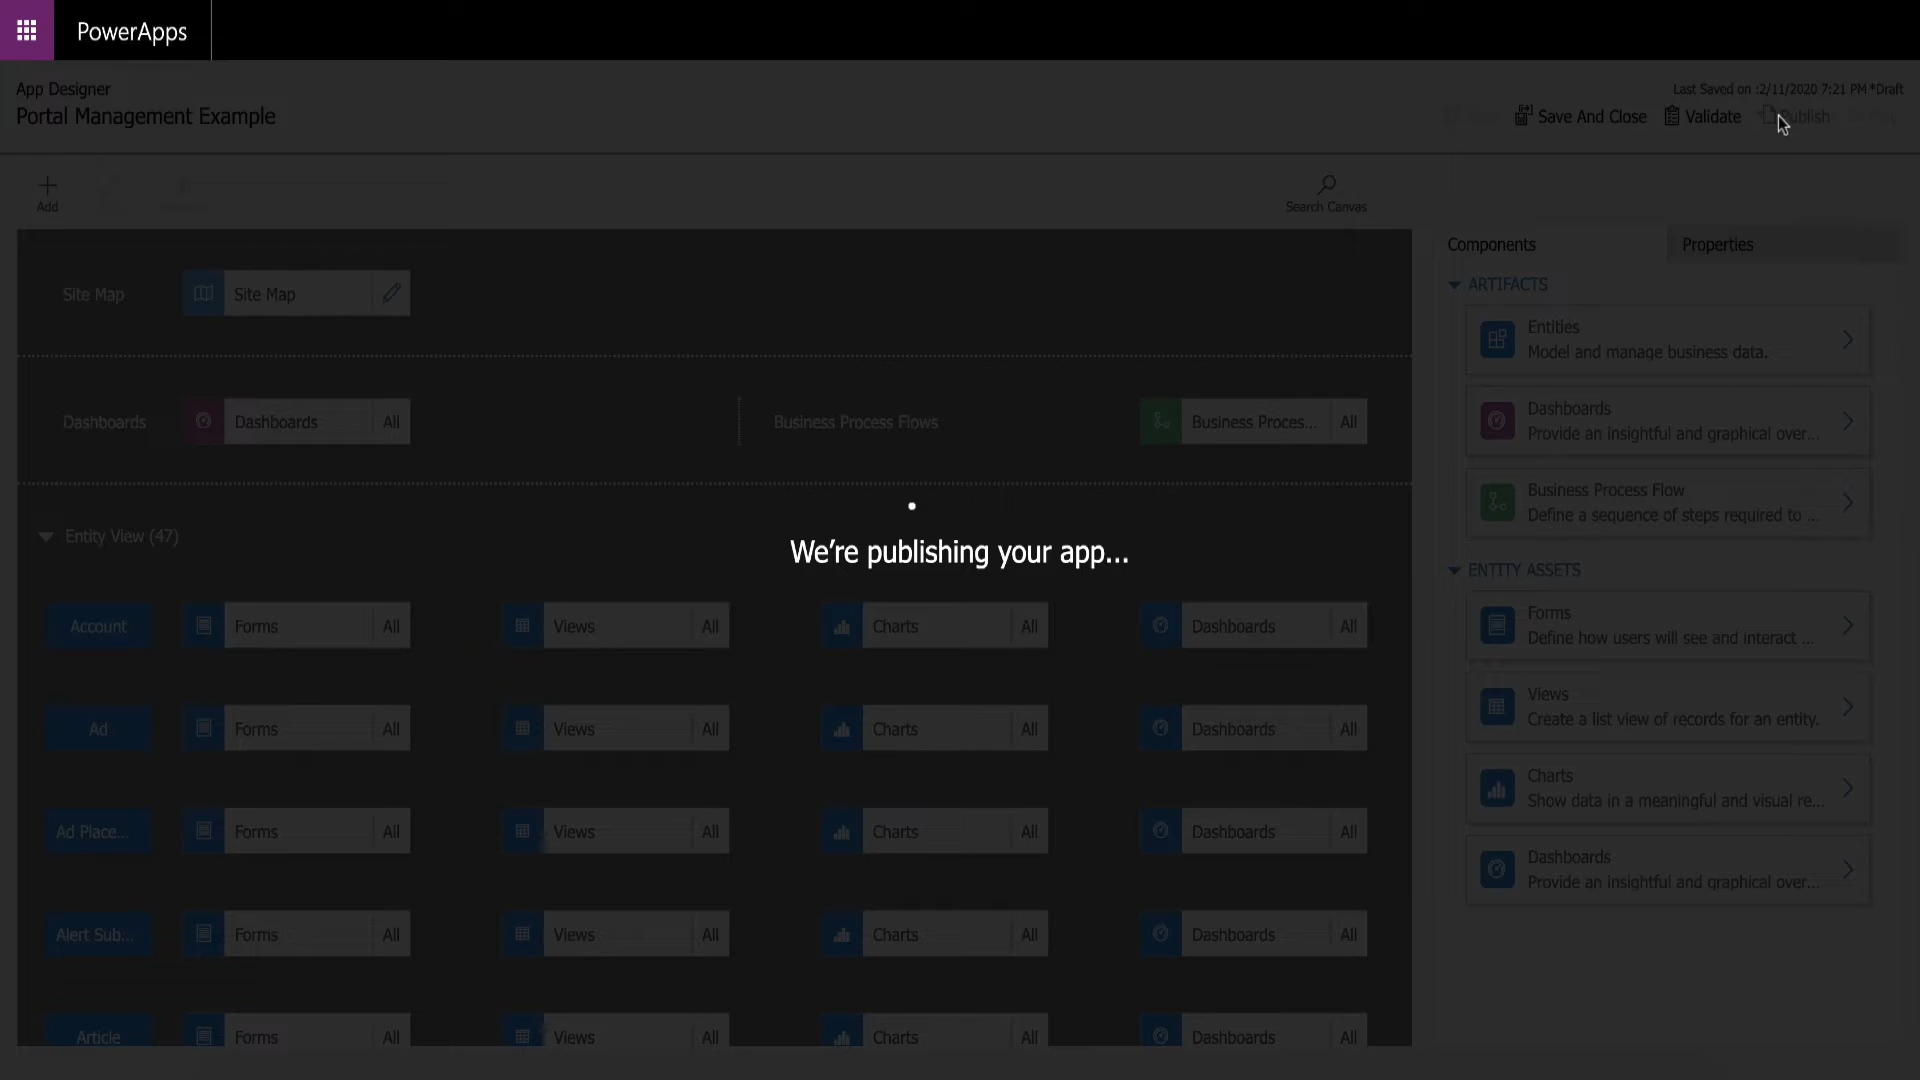 PowerApps
App Designer
Portal Management Example
Last Saved on :2/11/2020 7:21 PM *Draft
Save And Close
Validate
Publish
Add
Search Canvas
Site Map
Site Map
Dashboards
Dashboards
All
Business Process Flows
Business Proces...
All
Entity View (47)
We're publishing your app...
Account
Forms
All
Views
All
Charts
All
Dashboards
All
Ad
Forms
All
Views
All
Charts
All
Dashboards
All
Ad Place...
Forms
All
Views
All
Charts
All
Dashboards
All
Alert Sub...
Forms
All
Views
All
Charts
All
Dashboards
All
Article
Forms
All
Views
All
Charts
All
Dashboards
All
Components
Properties
ARTIFACTS
Entities
Model and manage business data.
Dashboards
Provide an insightful and graphical over...
Business Process Flow
Define a sequence of steps required to ...
ENTITY ASSETS
Forms
Define how users will see and interact ...
Views
Create a list view of records for an entity.
Charts
Show data in a meaningful and visual re...
Dashboards
Provide an insightful and graphical over...